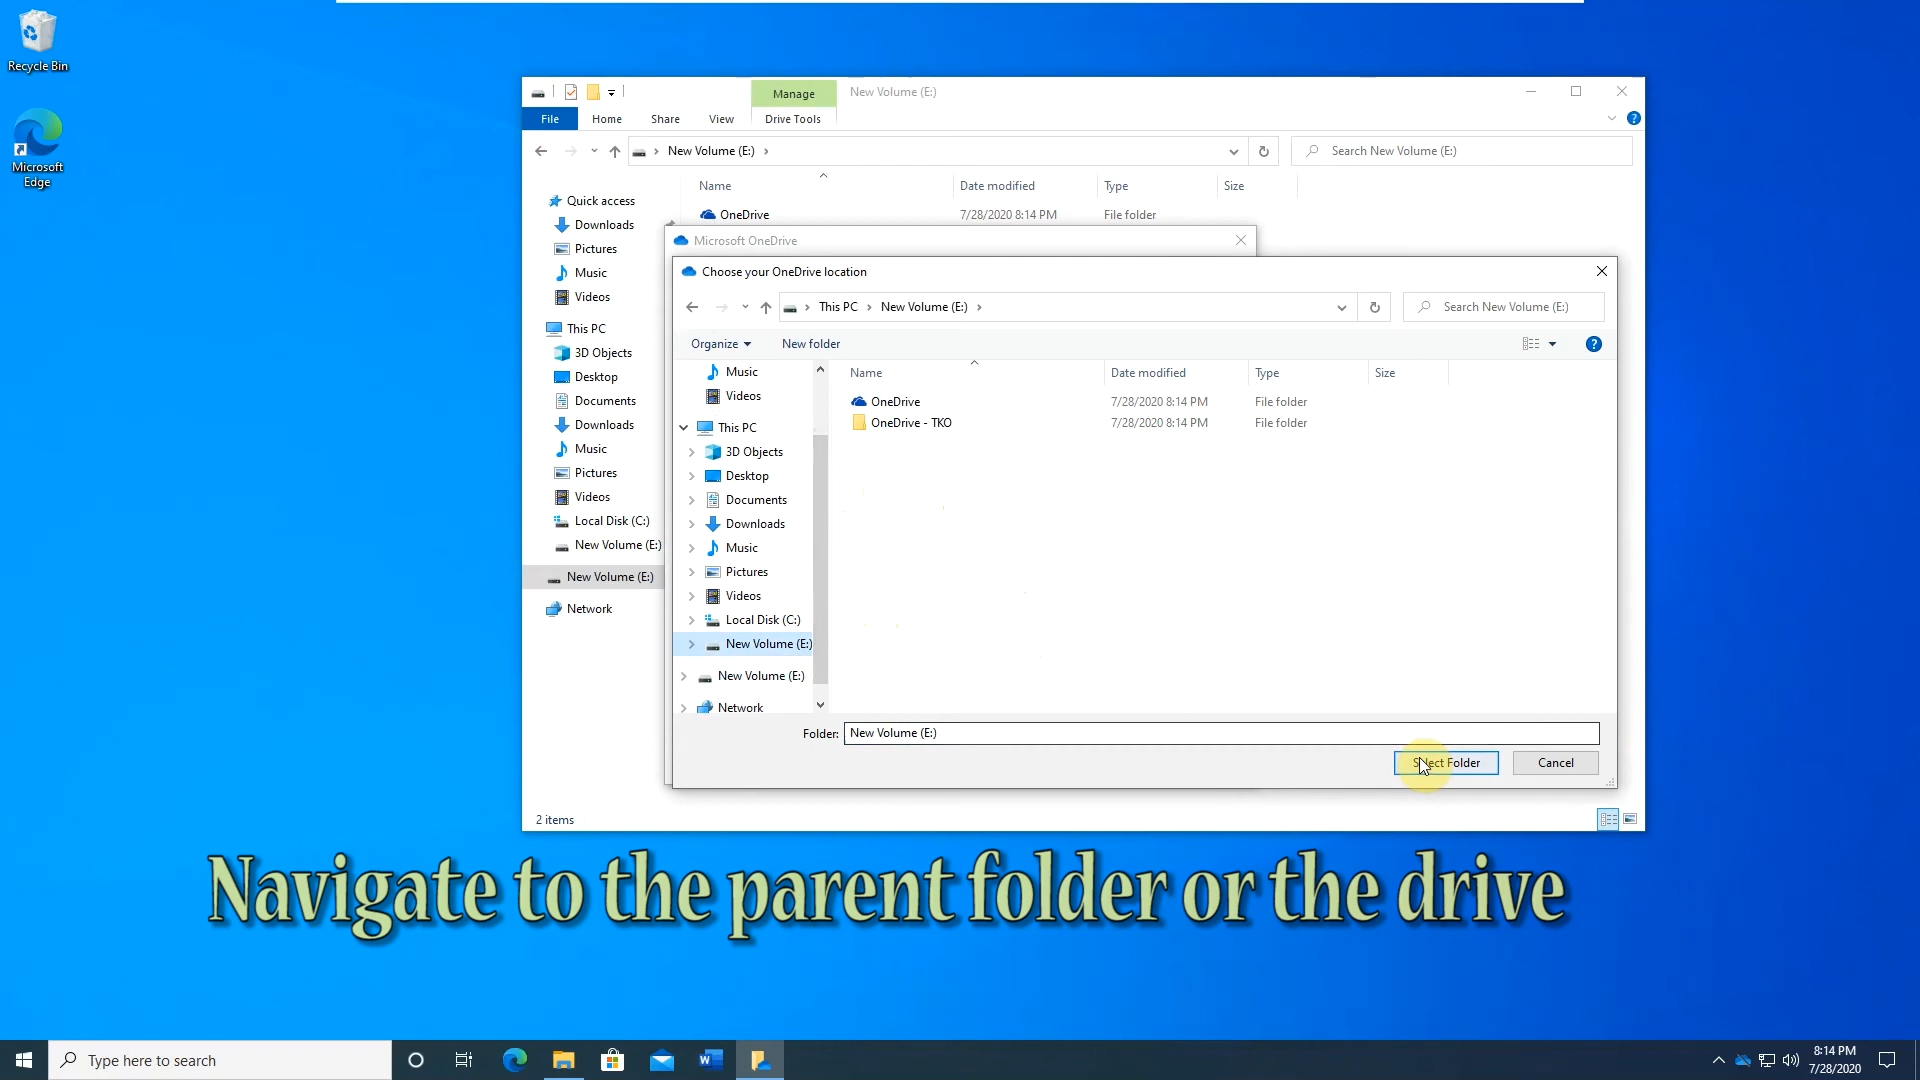 Recycle Bin
Microsoft
Edge
Manage
New Volume (E:)
File
Home
Share
View
Drive Tools
New Volume (E:)
Search New Volume (E:)
Name
Date modified
Type
Size
OneDrive
7/28/2020 8:14 PM
File folder
Quick access
Downloads
Pictures
Music
Videos
This PC
3D Objects
Desktop
Documents
Downloads
Music
Pictures
Videos
Local Disk (C:)
New Volume (E:)
New Volume (E:)
Network
2 items
Microsoft OneDrive
Choose your OneDrive location
This PC
New Volume (E:)
Search New Volume (E:)
Organize
New folder
Name
Date modified
Type
Size
OneDrive
7/28/2020 8:14 PM
File folder
OneDrive - TKO
7/28/2020 8:14 PM
File folder
Music
Videos
This PC
3D Objects
Desktop
Documents
Downloads
Music
Pictures
Videos
Local Disk (C:)
New Volume (E:)
New Volume (E:)
Network
Folder:
New Volume (E:)
Select Folder
Cancel
Navigate to the parent folder or the drive
Type here to search
8:14 PM
7/28/2020